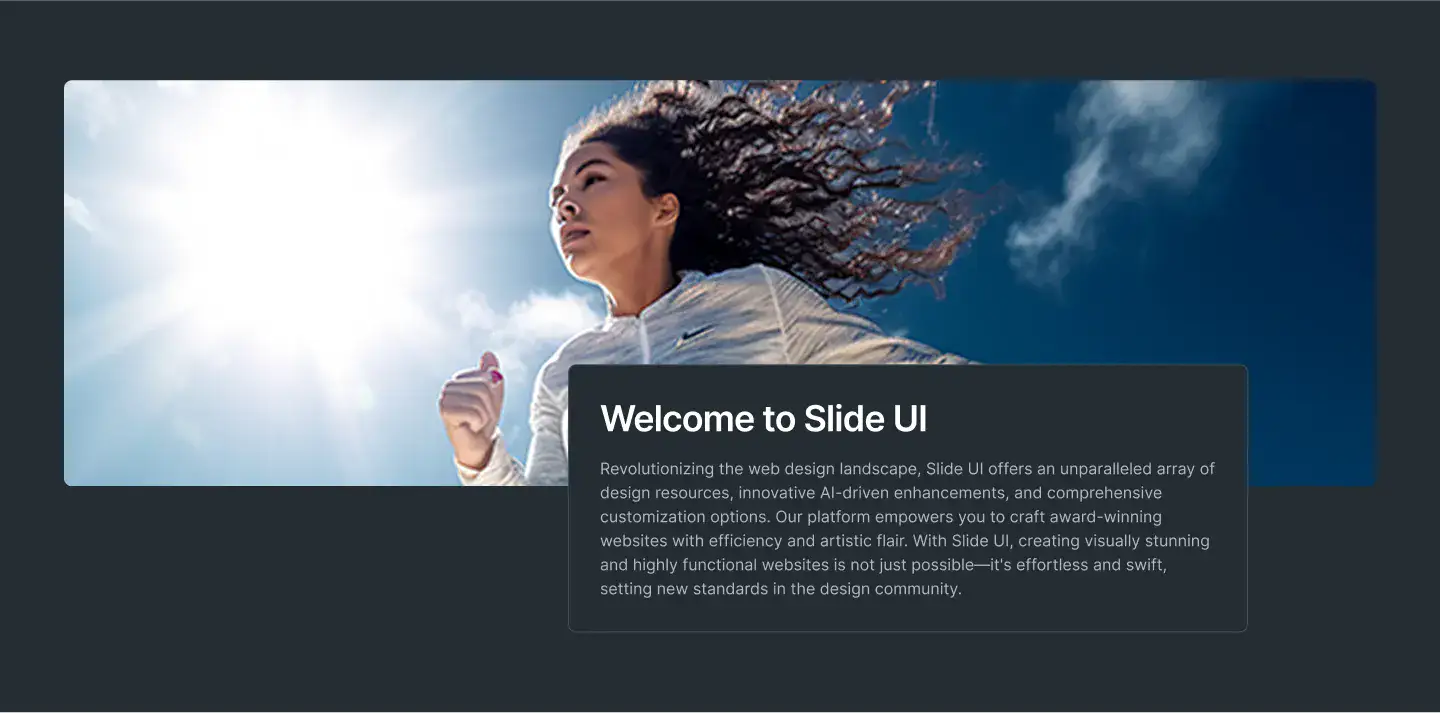 Welcome to Slide UI
Revolutionizing the web design landscape, Slide UI offers an unparalleled array of
design resources, innovative AI-driven enhancements, and comprehensive
customization options. Our platform empowers you to craft award-winning
websites with efficiency and artistic flair. With Slide UI, creating visually stunning
and highly functional websites is not just possible—it's effortless and swift,
setting new standards in the design community.